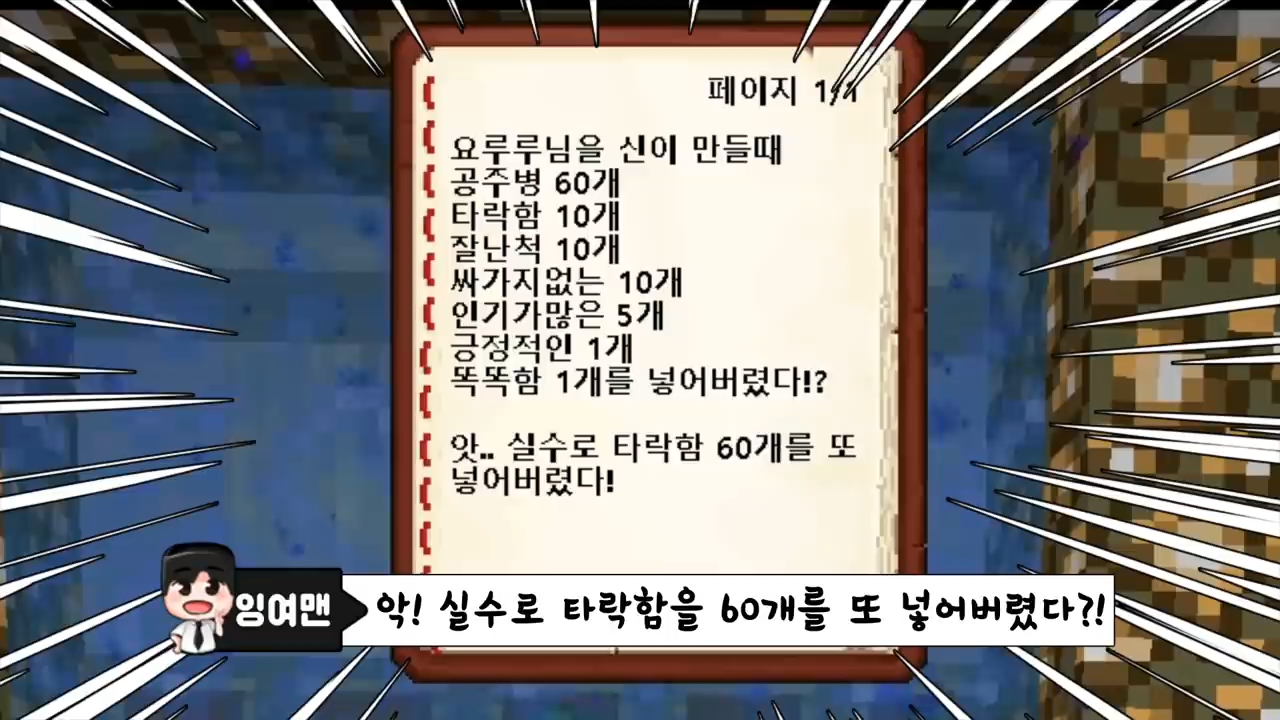 페이지 1/1
요루루님을 신이 만들때
공주병 60개
타락함 10개
잘난척 10개
싸가지없는 10개
인기가많은 5개
긍정적인 1개
똑똑함 1개를 넣어버렸다!?
앗.. 실수로 타락함 60개를 또
넣어버렸다!
잉여맨
악! 실수로 타락함을 60개를 또 넣어버렸다?!